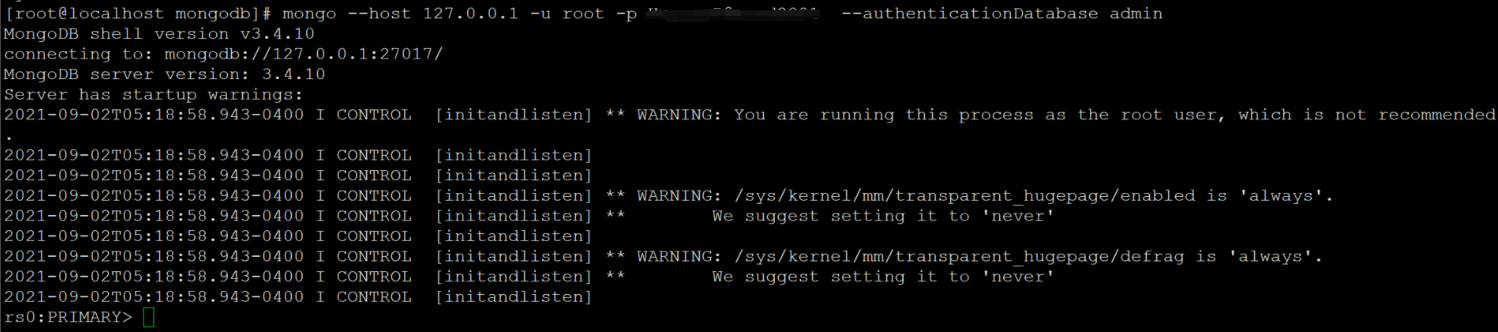 [root@localhost mongodb]# mongo --host 127.0.0.1 -u root -p --authenticationDatabase admin
MongoDB shell version v3.4.10
connecting to: mongodb://127.0.0.1:27017/
MongoDB server version: 3.4.10
Server has startup warnings:
2021-09-02T05:18:58.943-0400 I CONTROL  [initandlisten] ** WARNING: You are running this process as the root user, which is not recommended
.
2021-09-02T05:18:58.943-0400 I CONTROL  [initandlisten]
2021-09-02T05:18:58.943-0400 I CONTROL  [initandlisten]
2021-09-02T05:18:58.943-0400 I CONTROL  [initandlisten] ** WARNING: /sys/kernel/mm/transparent_hugepage/enabled is 'always'.
2021-09-02T05:18:58.943-0400 I CONTROL  [initandlisten] **        We suggest setting it to 'never'
2021-09-02T05:18:58.943-0400 I CONTROL  [initandlisten]
2021-09-02T05:18:58.943-0400 I CONTROL  [initandlisten] ** WARNING: /sys/kernel/mm/transparent_hugepage/defrag is 'always'.
2021-09-02T05:18:58.943-0400 I CONTROL  [initandlisten] **        We suggest setting it to 'never'
2021-09-02T05:18:58.943-0400 I CONTROL  [initandlisten]
rs0:PRIMARY>